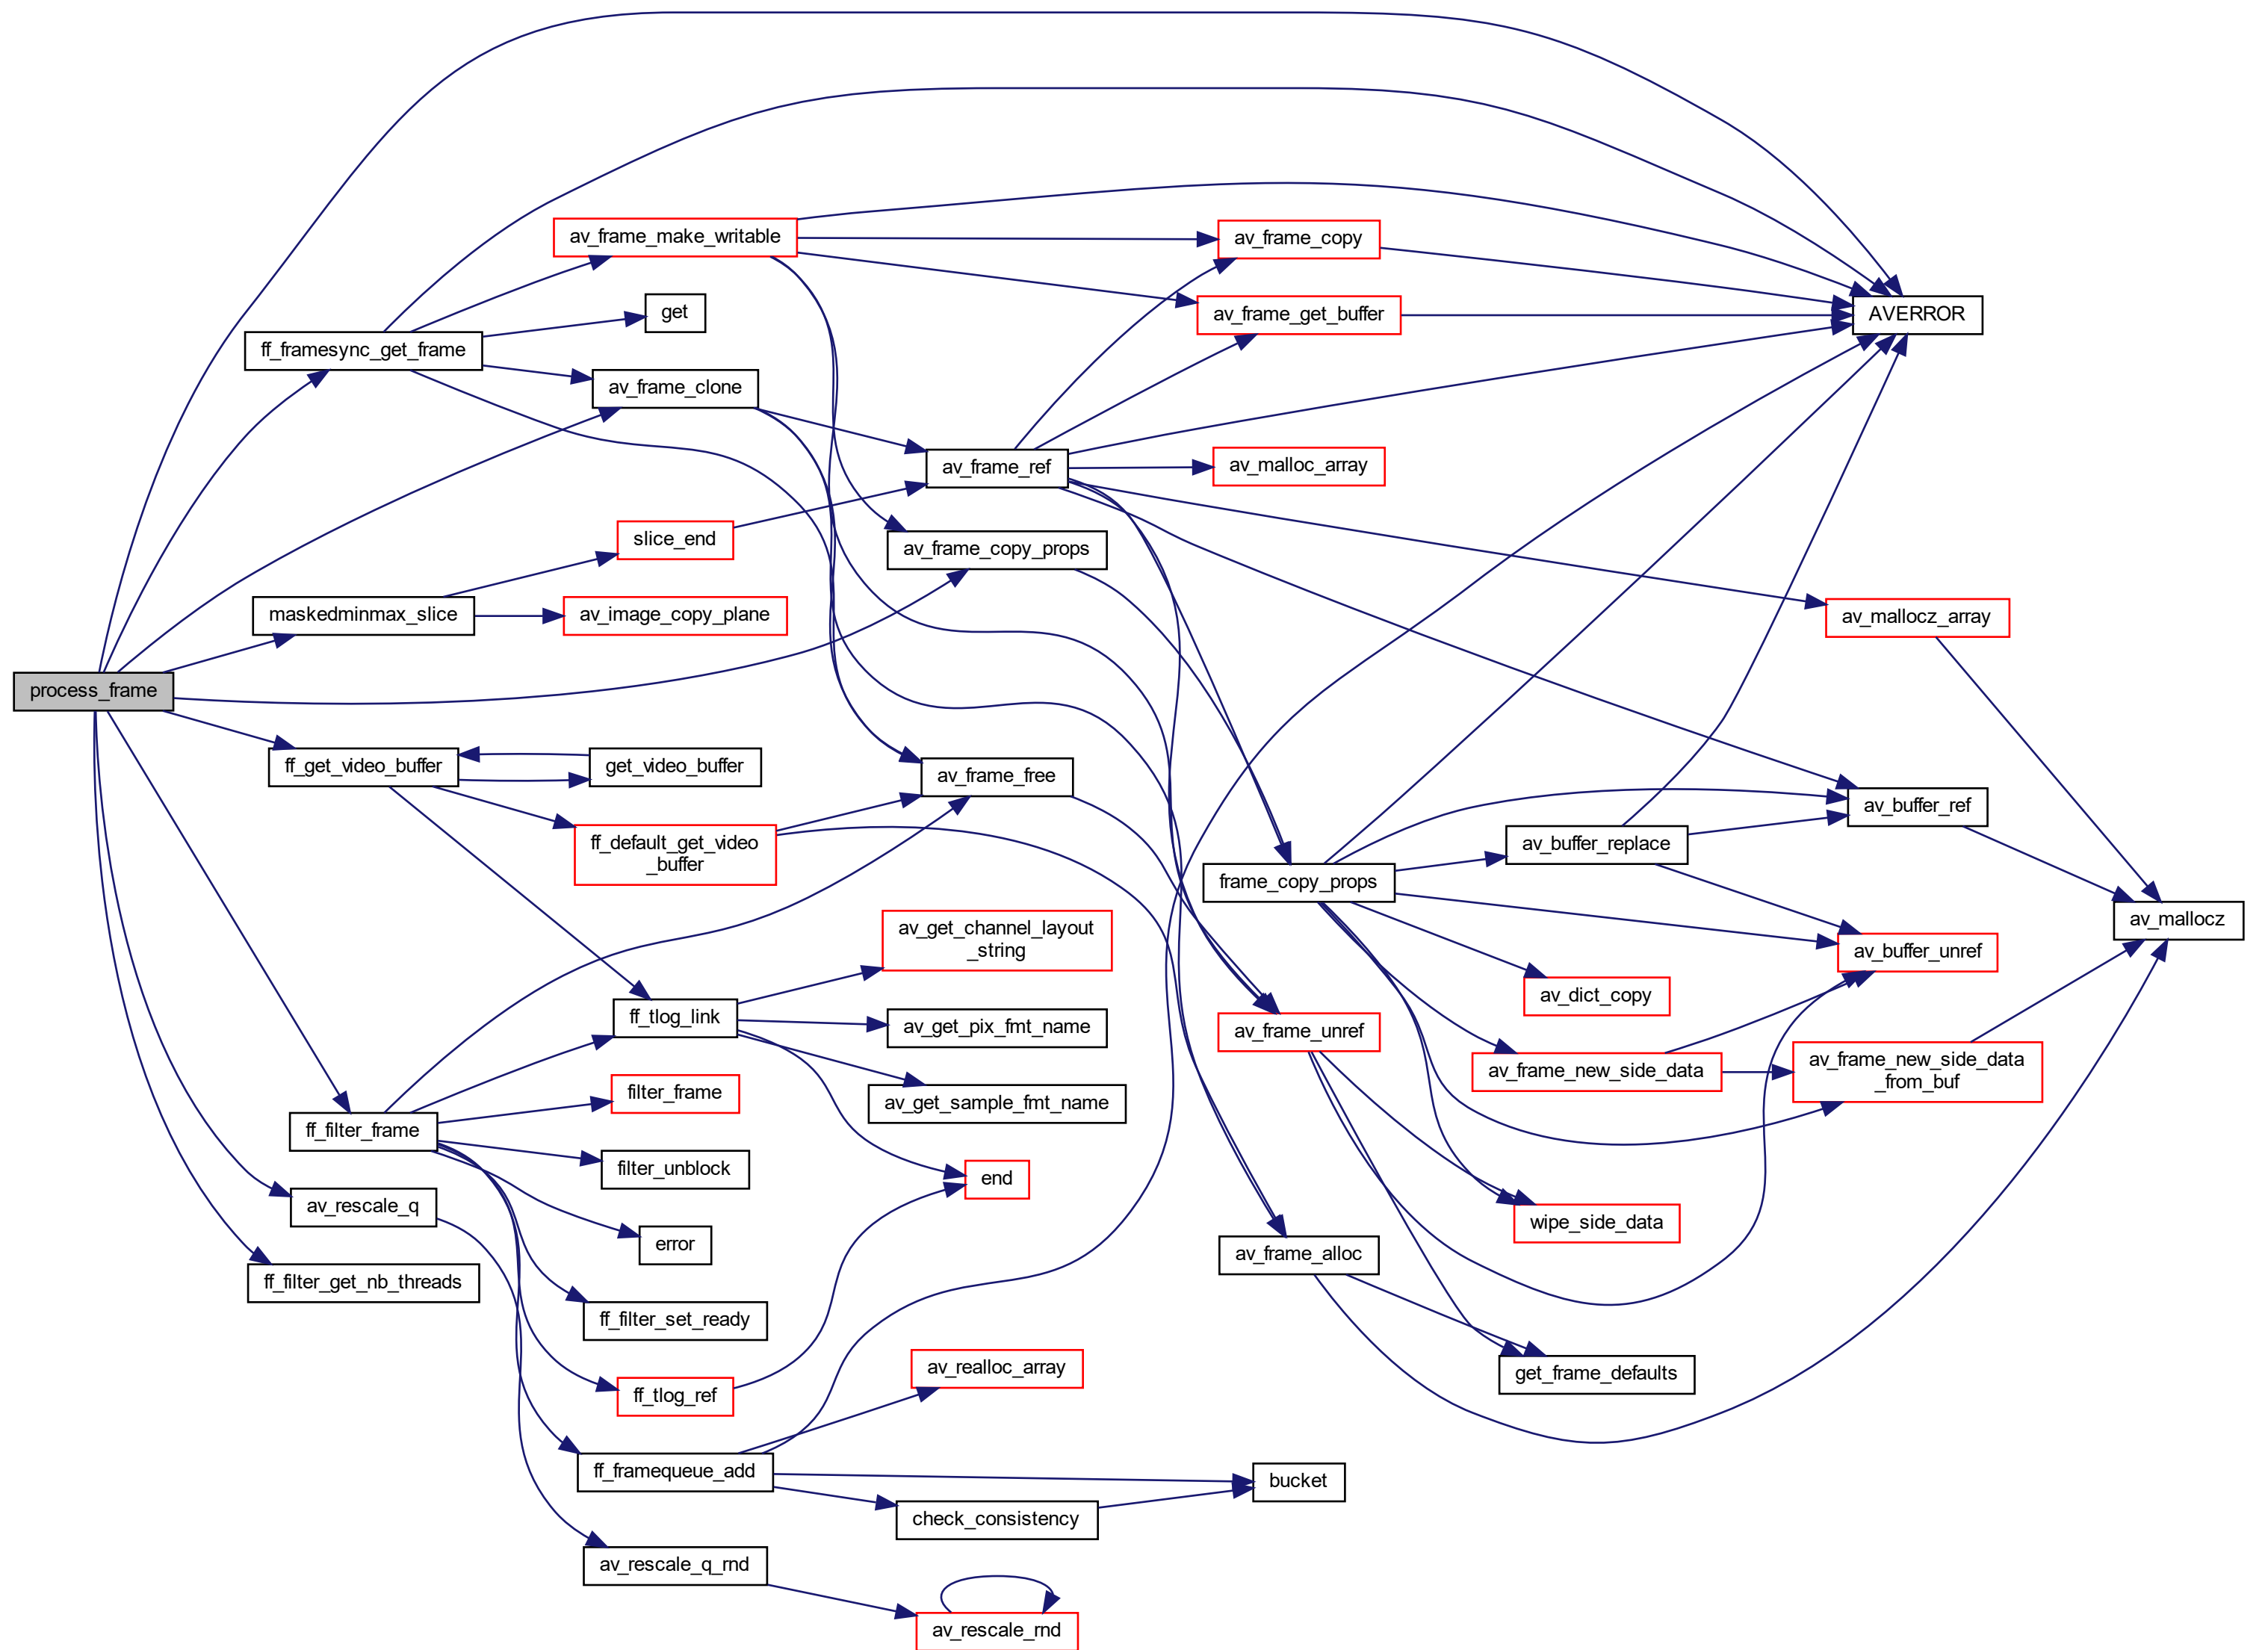 av_frame_make_writable
av_frame_copy
get
av_frame_get_buffer
AVERROR
ff_framesync_get_frame
av_frame_clone
av_frame_ref
av_malloc_array
slice_end
av_frame_copy_props
maskedminmax_slice
av_image_copy_plane
av_mallocz_array
process_frame
ff_get_video_buffer
get_video_buffer
av_frame_free
av_buffer_ref
ff_default_get_video
_buffer
av_buffer_replace
frame_copy_props
av_get_channel_layout
_string
av_mallocz
av_buffer_unref
av_dict_copy
ff_tlog_link
av_get_pix_fmt_name
av_frame_unref
av_frame_new_side_data
av_frame_new_side_data
_from_buf
filter_frame
av_get_sample_fmt_name
ff_filter_frame
filter_unblock
end
av_rescale_q
error
wipe_side_data
av_frame_alloc
ff_filter_get_nb_threads
ff_filter_set_ready
av_realloc_array
get_frame_defaults
ff_tlog_ref
ff_framequeue_add
bucket
check_consistency
av_rescale_q_rnd
av_rescale_rnd